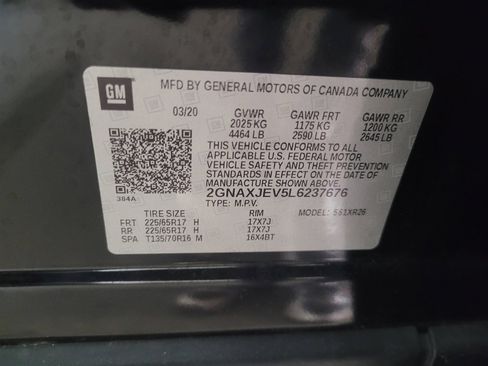 GM
MFD BY GENERAL MOTORS OF CANADA COMPANY
03/20 GVWR GAWR FRT GAWR RR
2025 KG 1175 KG 1200 KG
4464 LB 2590 LB 2645 LB
THIS VEHICLE CONFORMS TO ALL
APPLICABLE U.S. FEDERAL MOTOR
VEHICLE SAFETY AND THEFT PREVENTION
STANDARDS IN EFFECT ON THE DATE OF
MANUFACTURE SHOWN ABOVE.
384A
2GNAXJEV5L6237676
TYPE: M.P.V.
TIRE SIZE RIM MODEL:
FRT 225/65R17 H 17X7J
RR 225/65R17 H 17X7J
SPA T135/70R16 M 16X4BT